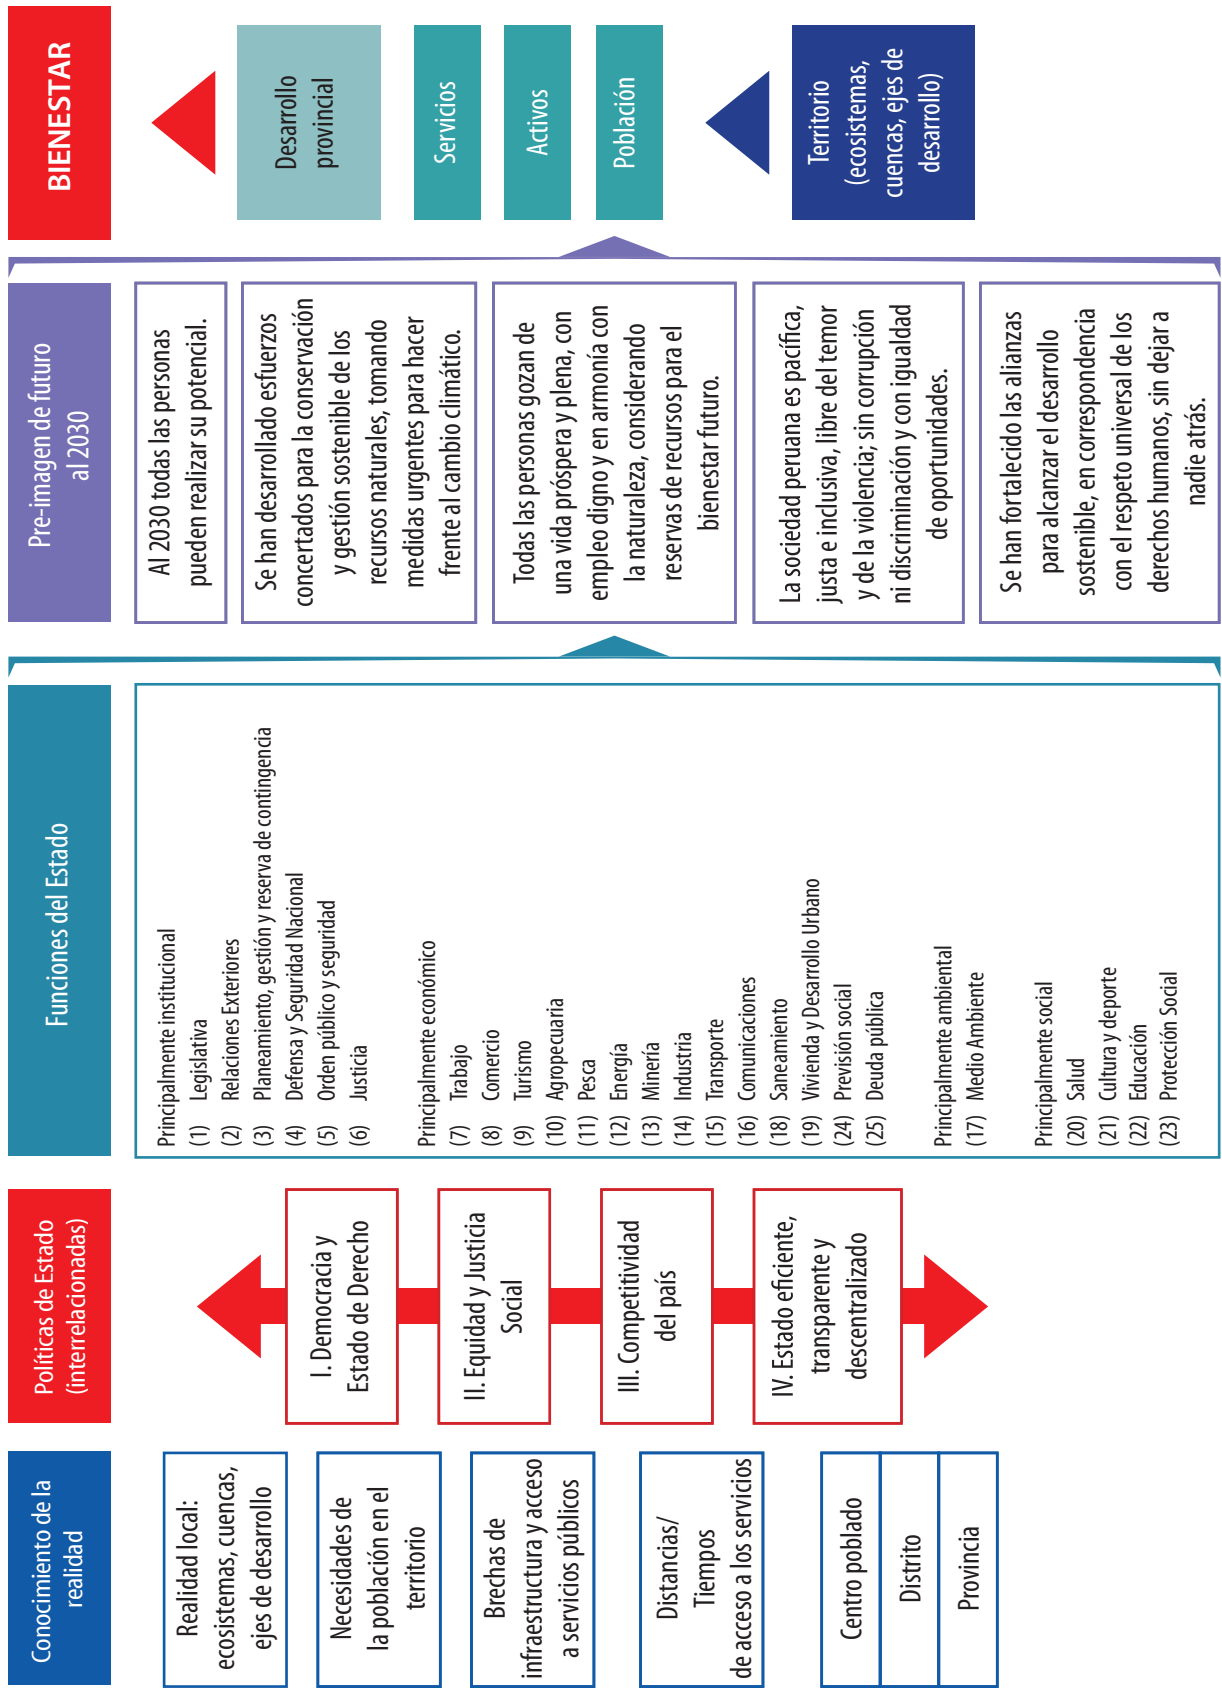 Conocimiento de la
realidad
Realidad local:
ecosistemas, cuencas,
ejes de desarrollo
Necesidades de
la población en el
territorio
Brechas de
infraestructura y acceso
a servicios públicos
Distancias/
Tiempos
de acceso a los servicios
Centro poblado
Distrito
Provincia
Políticas de Estado
(interrelacionadas)
I. Democracia y
Estado de Derecho
II. Equidad y Justicia
Social
III. Competitividad
del país
IV. Estado eficiente,
transparente y
descentralizado
Funciones del Estado
Principalmente institucional
(1) Legislativa
(2) Relaciones Exteriores
(3) Planeamiento, gestión y reserva de contingencia
(4) Defensa y Seguridad Nacional
(5) Orden público y seguridad
(6) Justicia
Principalmente económico
(7) Trabajo
(8) Comercio
(9) Turismo
(10) Agropecuaria
(11) Pesca
(12) Energía
(13) Minería
(14) Industria
(15) Transporte
(16) Comunicaciones
(18) Saneamiento
(19) Vivienda y Desarrollo Urbano
(24) Previsión social
(25) Deuda pública
Principalmente ambiental
(17) Medio Ambiente
Principalmente social
(20) Salud
(21) Cultura y deporte
(22) Educación
(23) Protección Social
Pre-imagen de futuro
al 2030
Al 2030 todas las personas
pueden realizar su potencial.
Se han desarrollado esfuerzos
concertados para la conservación
y gestión sostenible de los
recursos naturales, tomando
medidas urgentes para hacer
frente al cambio climático.
Todas las personas gozan de
una vida próspera y plena, con
empleo digno y en armonía con
la naturaleza, considerando
reservas de recursos para el
bienestar futuro.
La sociedad peruana es pacífica,
justa e inclusiva, libre del temor
y de la violencia; sin corrupción
ni discriminación y con igualdad
de oportunidades.
Se han fortalecido las alianzas
para alcanzar el desarrollo
sostenible, en correspondencia
con el respeto universal de los
derechos humanos, sin dejar a
nadie atrás.
BIENESTAR
Desarrollo
provincial
Servicios
Activos
Población
Territorio
(ecosistemas,
cuencas, ejes de
desarrollo)